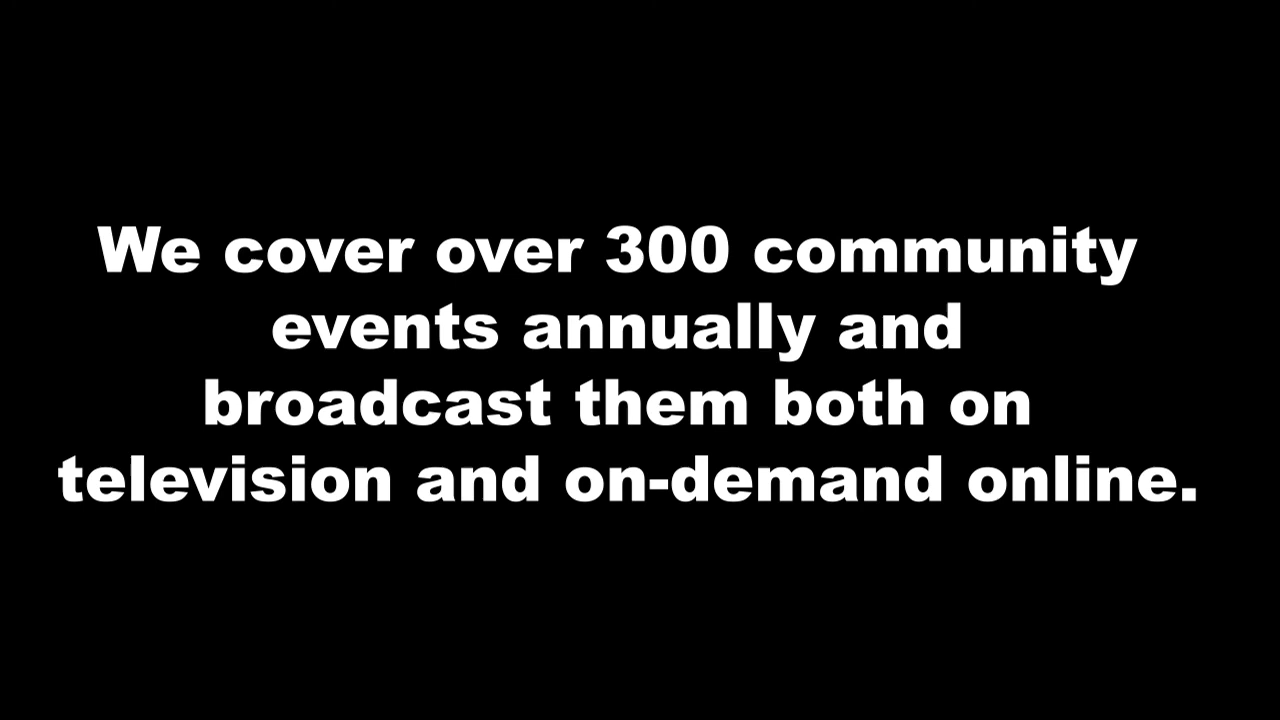 We cover over 300 community
events annually and
broadcast them both on
television and on-demand online.